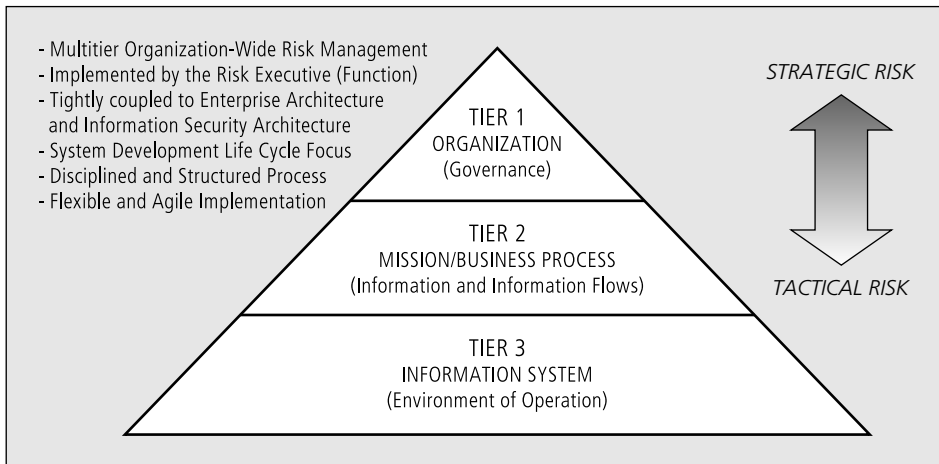 - Multitier Organization-Wide Risk Management
- Implemented by the Risk Executive (Function)
- Tightly coupled to Enterprise Architecture
and Information Security Architecture
- System Development Life Cycle Focus
- Disciplined and Structured Process
- Flexible and Agile Implementation
TIER 1
ORGANIZATION
(Governance)
TIER 2
MISSION/BUSINESS PROCESS
(Information and Information Flows)
TIER 3
INFORMATION SYSTEM
(Environment of Operation)
STRATEGIC RISK
TACTICAL RISK